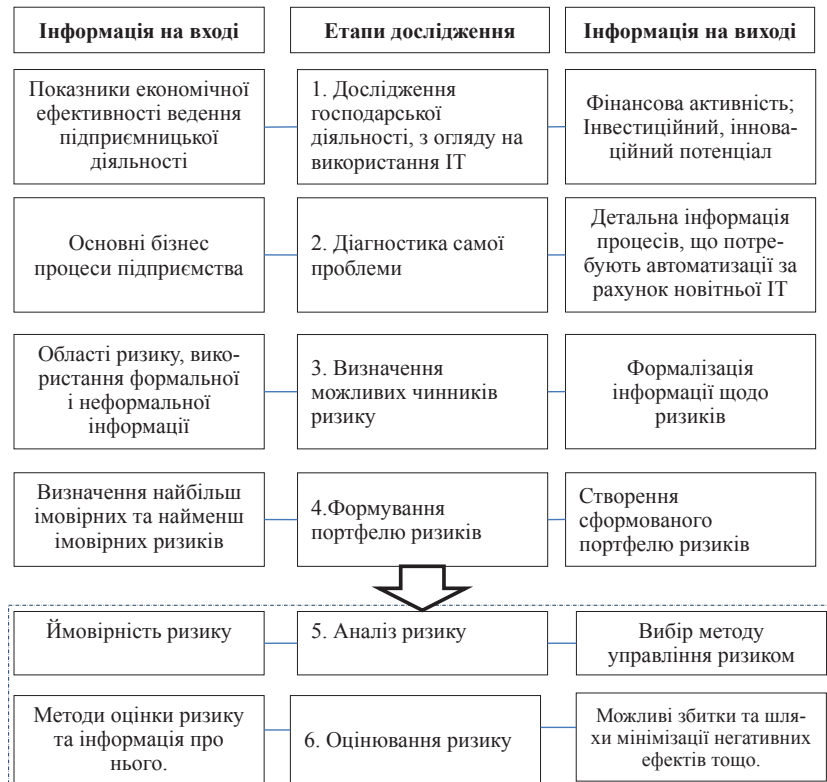 Інформація на вході
Етапи дослідження
Інформація на виході
Показники економічної
ефективності ведення
підприємницької
діяльності
1. Дослідження
господарської
діяльності, з огляду на
використання ІТ
Фінансова активність;
Інвестиційний, іннова-
ційний потенціал
Основні бізнес
процеси підприємства
2. Діагностика самої
проблеми
Детальна інформація
процесів, що потре-
бують автоматизації за
рахунок новітньої ІТ
Області ризику, вико-
ристання формальної
і неформальної
інформації
3. Визначення
можливих чинників
ризику
Формалізація
інформації щодо
ризиків
Визначення найбільш
імовірних та найменш
імовірних ризиків
4.Формування
портфелю ризиків
Створення
сформованого
портфелю ризиків
Ймовірність ризику
5. Аналіз ризику
Вибір методу
управління ризиком
Методи оцінки ризику
та інформація про
нього.
6. Оцінювання ризику
Можливі збитки та шля-
хи мінімізації негативних
ефектів тощо.